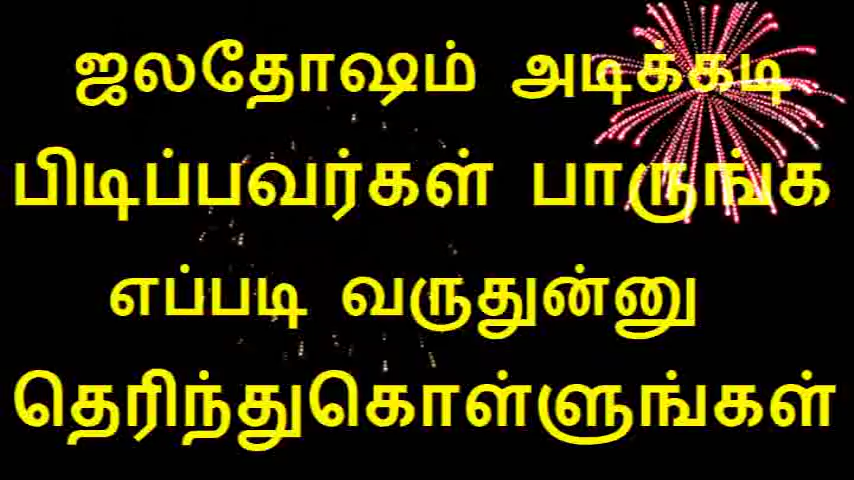 ஜலதோஷம் அடிக்கடி
பிடிப்பவர்கள் பாருங்க
எப்படி வருதுன்னு
தெரிந்துகொள்ளுங்கள்